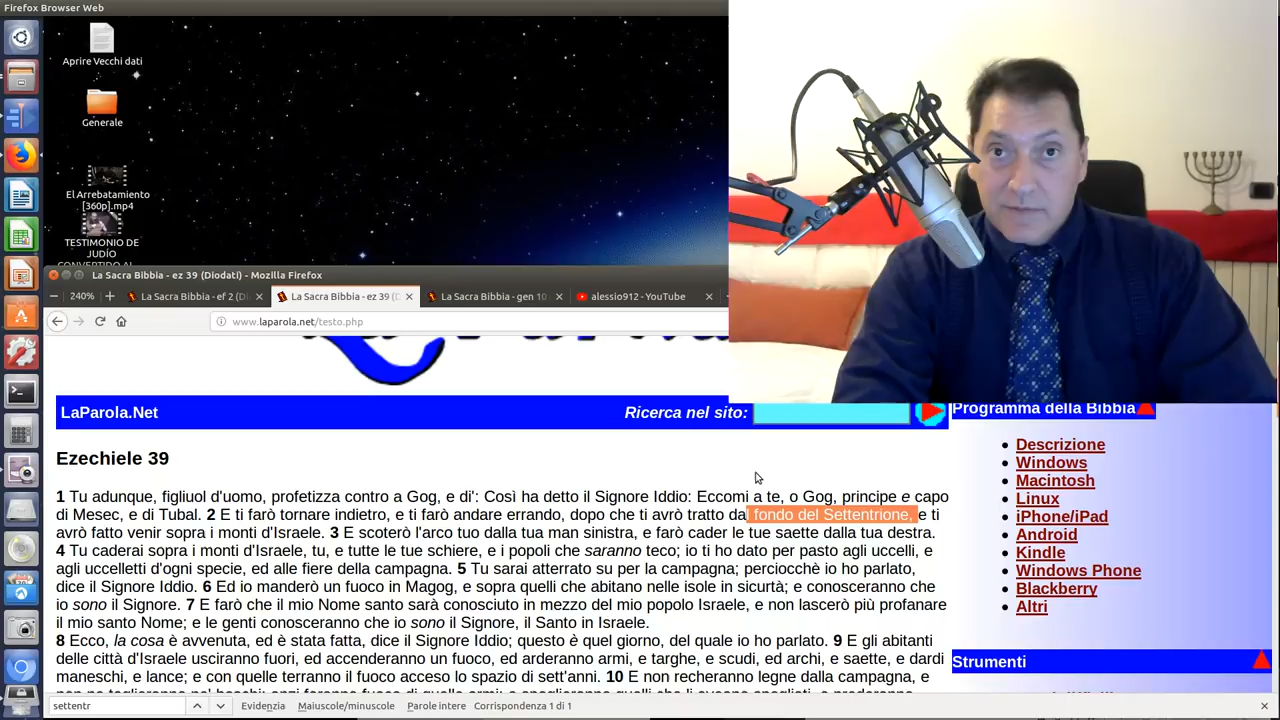 Firefox Browser Web
Aprire Vecchi dati
Generale
El Arrebatamiento
[360p].mp4
TESTIMONIO DE
JUDÍO
La Sacra Bibbia - ez 39 (Diodati) - Mozilla Firefox
240%
La Sacra Bibbia - ef 2 (Di
La Sacra Bibbia - ez 39 (D
La Sacra Bibbia - gen 10
alessio912 - YouTube
www.laparola.net/testo.php
LaParola.Net
Ricerca nel sito:
Programma della Bibbia
Descrizione
Windows
Macintosh
Linux
iPhone/iPad
Android
Kindle
Windows Phone
Blackberry
Altri
Strumenti
Ezechiele 39
1 Tu adunque, figliuol d'uomo, profetizza contro a Gog, e di': Così ha detto il Signore Iddio: Eccomi a te, o Gog, principe e capo
di Mesec, e di Tubal. 2 E ti farò tornare indietro, e ti farò andare errando, dopo che ti avrò tratto dal fondo del Settentrione, e ti
avrò fatto venir sopra i monti d'Israele. 3 E scoterò l'arco tuo dalla tua man sinistra, e farò cader le tue saette dalla tua destra.
4 Tu caderai sopra i monti d'Israele, tu, e tutte le tue schiere, e i popoli che saranno teco; io ti ho dato per pasto agli uccelli, e
agli uccelletti d'ogni specie, ed alle fiere della campagna. 5 Tu sarai atterrato su per la campagna; perciocchè io ho parlato,
dice il Signore Iddio. 6 Ed io manderò un fuoco in Magog, e sopra quelli che abitano nelle isole in sicurtà; e conosceranno che
io sono il Signore. 7 E farò che il mio Nome santo sarà conosciuto in mezzo del mio popolo Israele, e non lascerò più profanare
il mio santo Nome; e le genti conosceranno che io sono il Signore, il Santo in Israele.
8 Ecco, la cosa è avvenuta, ed è stata fatta, dice il Signore Iddio; questo è quel giorno, del quale io ho parlato. 9 E gli abitanti
delle città d'Israele usciranno fuori, ed accenderanno un fuoco, ed arderanno armi, e targhe, e scudi, ed archi, e saette, e dardi
maneschi, e lance; e con quelle terranno il fuoco acceso lo spazio di sett'anni. 10 E non recheranno legne dalla campagna, e
settentr
Evidenzia
Maiuscole/minuscole
Parole intere
Corrispondenza 1 di 1